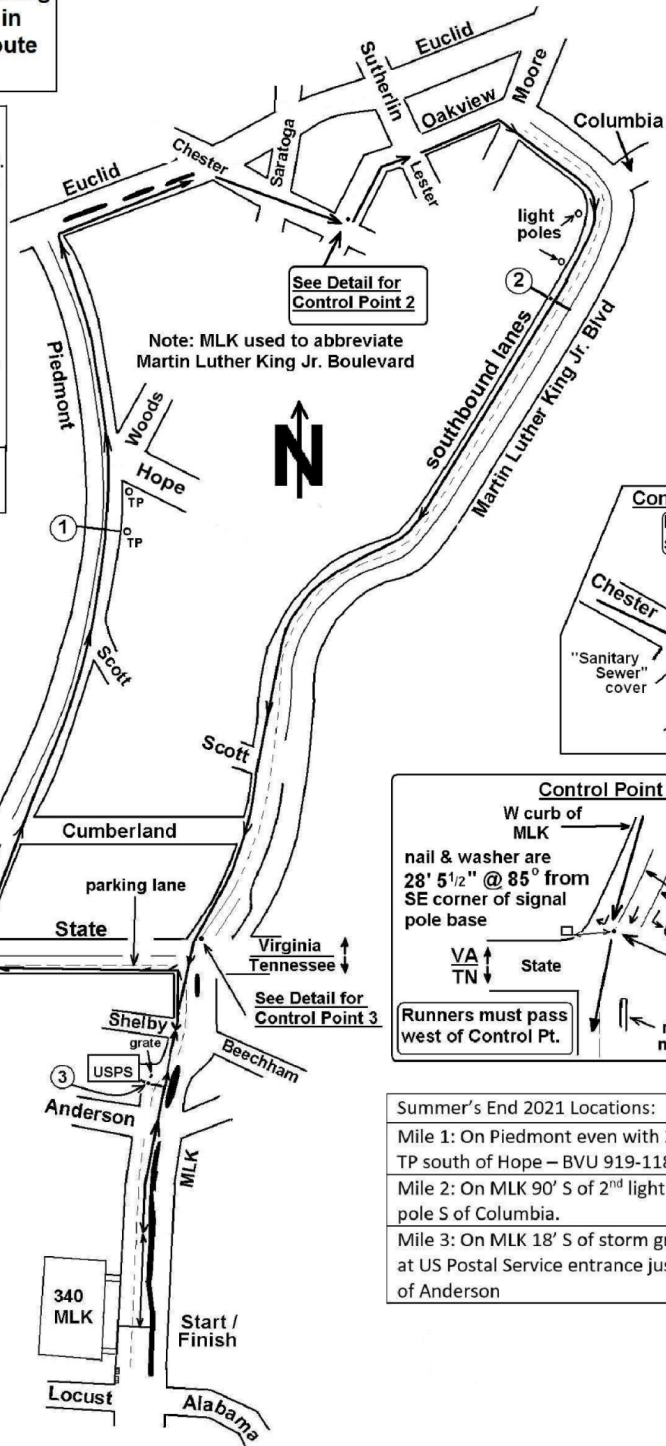 in
Euclid
Sutherlin
Oakview
Moore
Columbia
Saratoga
Chester
Euclid
Lester
light
poles
See Detail for
Control Point 2
2
Note: MLK used to abbreviate
Martin Luther King Jr. Boulevard
Piedmont
Woods
Hope
N
southbound lanes
Martin Luther King Jr. Blvd
TP
1
TP
Scott
Chester
"Sanitary
Sewer"
cover
Scott
Cumberland
parking lane
State
Virginia
Tennessee
See Detail for
Control Point 3
Shelby
grate
USPS
3
Beechham
Anderson
MLK
340
MLK
Start /
Finish
Locust
Alabama
Control Point
W curb of
MLK
nail & washer are
28' 5 1/2" @ 85° from
SE corner of signal
pole base
VA
TN
State
Runners must pass
west of Control Pt.
Summer's End 2021 Locations:
Mile 1: On Piedmont even with
TP south of Hope – BVU 919-118
Mile 2: On MLK 90' S of 2nd light
pole S of Columbia.
Mile 3: On MLK 18' S of storm
at US Postal Service entrance
of Anderson